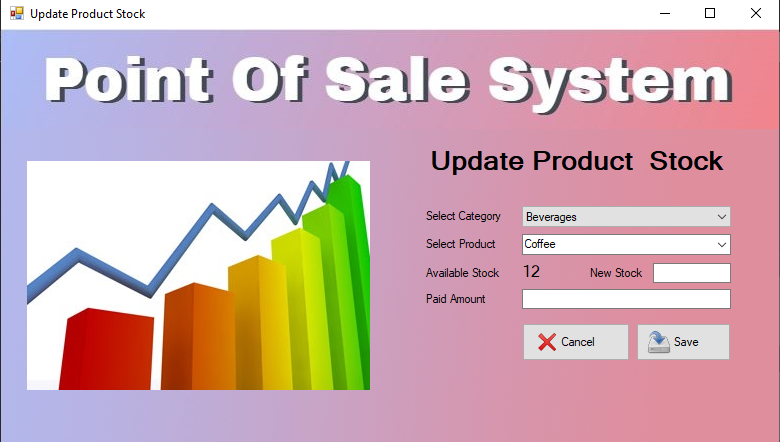 Update Product Stock
Point Of Sale System
Update Product  Stock
Select Category Beverages
Select Product Coffee
Available Stock 12 New Stock
Paid Amount
Cancel Save